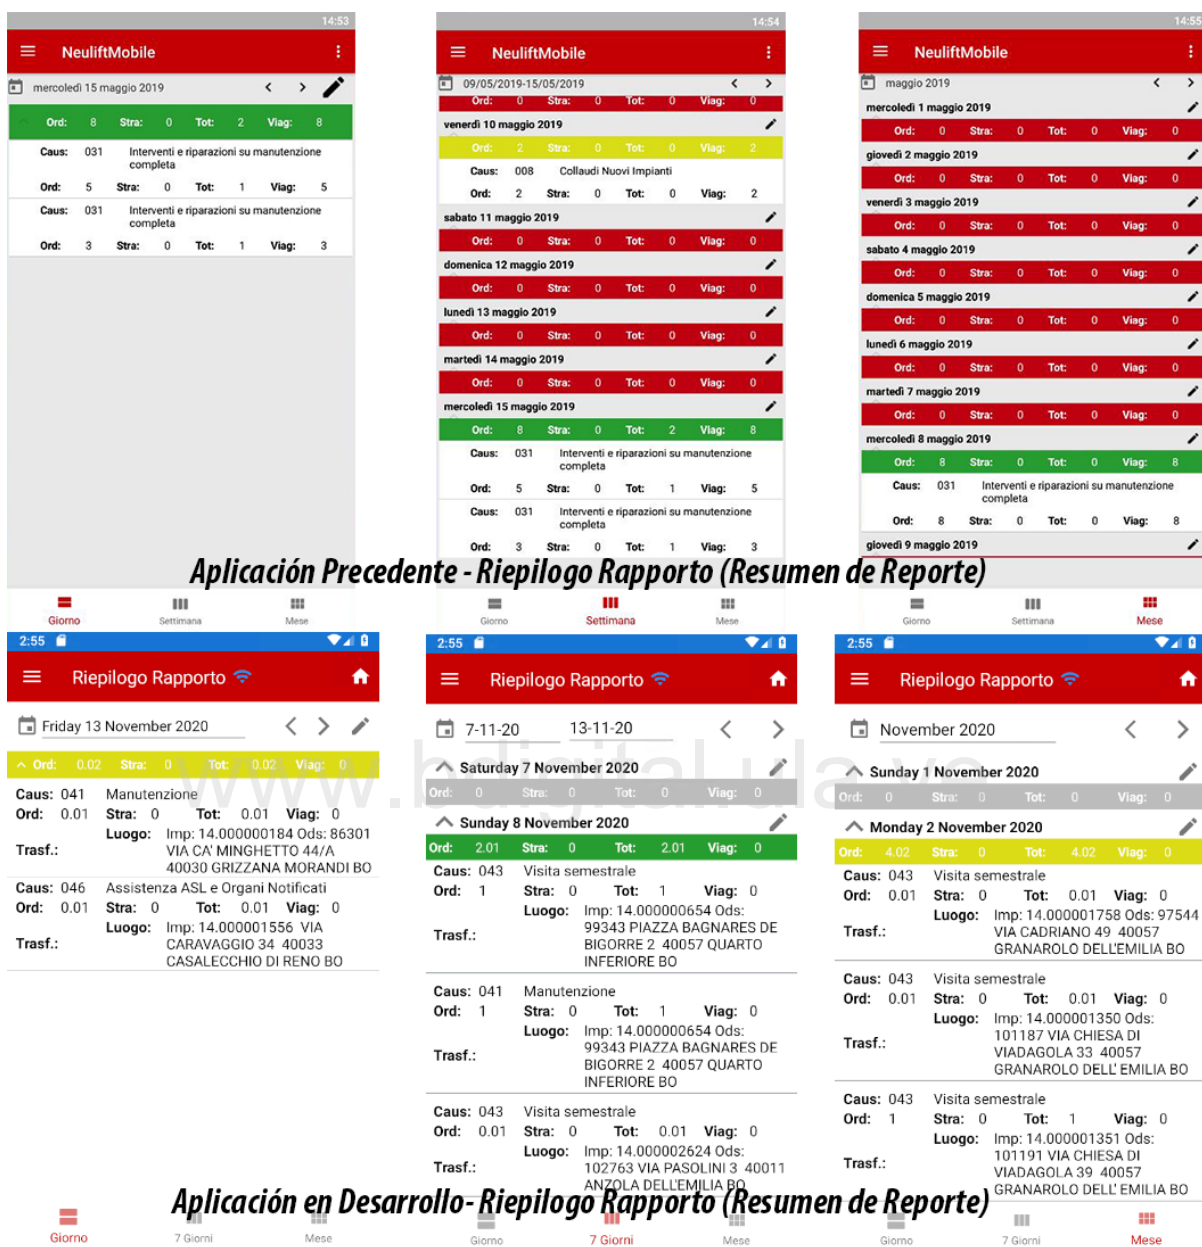 14:53
NeuliftMobile
mercoledì 15 maggio 2019
Ord: 8 Stra: 0 Tot: 2 Viag: 8
Caus: 031 Interventi e riparazioni su manutenzione
completa
Ord: 5 Stra: 0 Tot: 1 Viag: 5
Caus: 031 Interventi e riparazioni su manutenzione
completa
Ord: 3 Stra: 0 Tot: 1 Viag: 3
Giorno Settimana Mese
14:54
NeuliftMobile
09/05/2019-15/05/2019
Ord: 0 Stra: 0 Tot: 0 Viag: 0
venerdì 10 maggio 2019
Ord: 2 Stra: 0 Tot: 0 Viag: 2
Caus: 008 Collaudi Nuovi Impianti
Ord: 2 Stra: 0 Tot: 0 Viag: 2
sabato 11 maggio 2019
Ord: 0 Stra: 0 Tot: 0 Viag: 0
domenica 12 maggio 2019
Ord: 0 Stra: 0 Tot: 0 Viag: 0
lunedì 13 maggio 2019
Ord: 0 Stra: 0 Tot: 0 Viag: 0
martedì 14 maggio 2019
Ord: 0 Stra: 0 Tot: 0 Viag: 0
mercoledì 15 maggio 2019
Ord: 8 Stra: 0 Tot: 2 Viag: 8
Caus: 031 Interventi e riparazioni su manutenzione
completa
Ord: 5 Stra: 0 Tot: 1 Viag: 5
Caus: 031 Interventi e riparazioni su manutenzione
completa
Ord: 3 Stra: 0 Tot: 1 Viag: 3
Giorno Settimana Mese
14:55
NeuliftMobile
maggio 2019
mercoledì 1 maggio 2019
Ord: 0 Stra: 0 Tot: 0 Viag: 0
giovedì 2 maggio 2019
Ord: 0 Stra: 0 Tot: 0 Viag: 0
venerdì 3 maggio 2019
Ord: 0 Stra: 0 Tot: 0 Viag: 0
sabato 4 maggio 2019
Ord: 0 Stra: 0 Tot: 0 Viag: 0
domenica 5 maggio 2019
Ord: 0 Stra: 0 Tot: 0 Viag: 0
lunedì 6 maggio 2019
Ord: 0 Stra: 0 Tot: 0 Viag: 0
martedì 7 maggio 2019
Ord: 0 Stra: 0 Tot: 0 Viag: 0
mercoledì 8 maggio 2019
Ord: 8 Stra: 0 Tot: 0 Viag: 8
Caus: 031 Interventi e riparazioni su manutenzione
completa
Ord: 8 Stra: 0 Tot: 0 Viag: 8
giovedì 9 maggio 2019
Giorno Settimana Mese
Aplicación Precedente - Riepilogo Rapporto (Resumen de Reporte)
2:55
Riepilogo Rapporto
Friday 13 November 2020
Ord: 0.02 Stra: 0 Tot: 0.02 Viag: 0
Caus: 041 Manutenzione
Ord: 0.01 Stra: 0 Tot: 0.01 Viag: 0
Luogo: Imp: 14.000000184 Ods: 86301
Trasf.: VIA CA' MINGHETTO 44/A
40030 GRIZZANA MORANDI BO
Caus: 046 Assistenza ASL e Organi Notificati
Ord: 0.01 Stra: 0 Tot: 0.01 Viag: 0
Luogo: Imp: 14.000001556 VIA
Trasf.: CARAVAGGIO 34 40033
CASALECCHIO DI RENO BO
Giorno 7 Giorni Mese
2:55
Riepilogo Rapporto
7-11-20 13-11-20
Saturday 7 November 2020
Ord: 0 Stra: 0 Tot: 0 Viag: 0
Sunday 8 November 2020
Ord: 2.01 Stra: 0 Tot: 2.01 Viag: 0
Caus: 043 Visita semestrale
Ord: 1 Stra: 0 Tot: 1 Viag: 0
Luogo: Imp: 14.000000654 Ods:
99343 PIAZZA BAGNARES DE
Trasf.: BIGORRE 2 40057 QUARTO
INFERIORE BO
Caus: 041 Manutenzione
Ord: 1 Stra: 0 Tot: 1 Viag: 0
Luogo: Imp: 14.000000654 Ods:
99343 PIAZZA BAGNARES DE
Trasf.: BIGORRE 2 40057 QUARTO
INFERIORE BO
Caus: 043 Visita semestrale
Ord: 0.01 Stra: 0 Tot: 0.01 Viag: 0
Luogo: Imp: 14.000002624 Ods:
Trasf.: 102763 VIA PASOLINI 3 40011
ANZOLA DELL'EMILIA BO
Giorno 7 Giorni Mese
2:55
Riepilogo Rapporto
November 2020
Sunday 1 November 2020
Ord: 0 Stra: 0 Tot: 0 Viag: 0
Monday 2 November 2020
Ord: 4.02 Stra: 0 Tot: 4.02 Viag: 0
Caus: 043 Visita semestrale
Ord: 0.01 Stra: 0 Tot: 0.01 Viag: 0
Luogo: Imp: 14.000001758 Ods: 97544
Trasf.: VIA CADRIANO 49 40057
GRANAROLO DELL'EMILIA BO
Caus: 043 Visita semestrale
Ord: 0.01 Stra: 0 Tot: 0.01 Viag: 0
Luogo: Imp: 14.000001350 Ods:
101187 VIA CHIESA DI
Trasf.: VIADAGOLA 33 40057
GRANAROLO DELL' EMILIA BO
Caus: 043 Visita semestrale
Ord: 1 Stra: 0 Tot: 1 Viag: 0
Luogo: Imp: 14.000001351 Ods:
101191 VIA CHIESA DI
Trasf.: VIADAGOLA 39 40057
GRANAROLO DELL' EMILIA BO
Giorno 7 Giorni Mese
www.bdigital.ula.ve
Aplicación en Desarrollo- Riepilogo Rapporto (Resumen de Reporte)